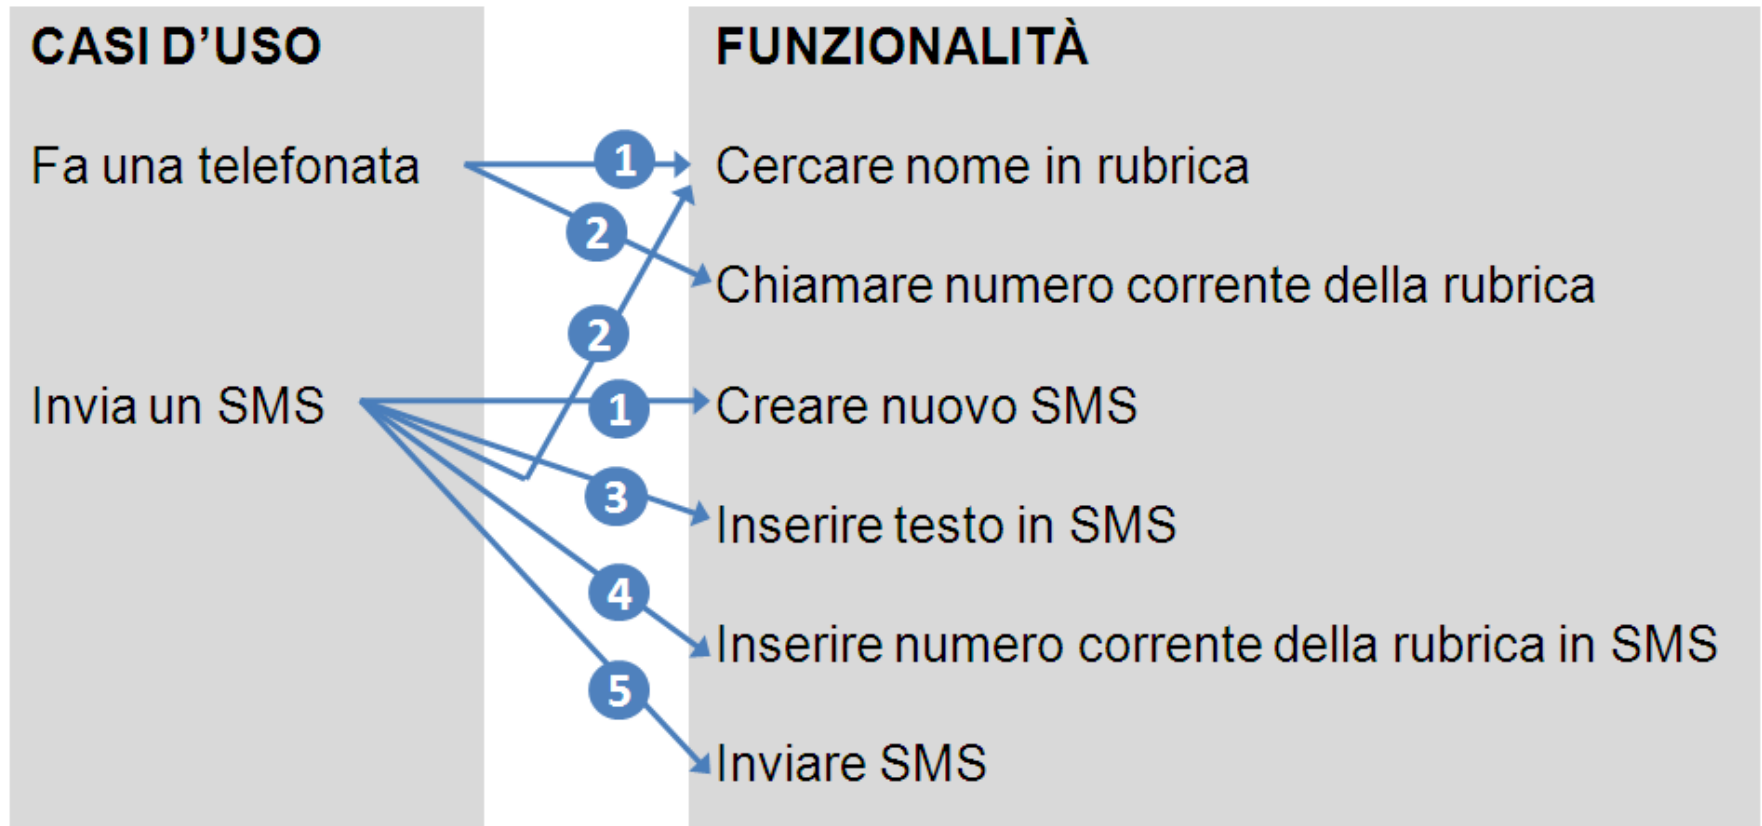 CASI D'USO
FUNZIONALITÀ
Fa una telefonata
1
Cercare nome in rubrica
2
Chiamare numero corrente della rubrica
2
Invia un SMS
1
Creare nuovo SMS
3
Inserire testo in SMS
4
Inserire numero corrente della rubrica in SMS
5
Inviare SMS